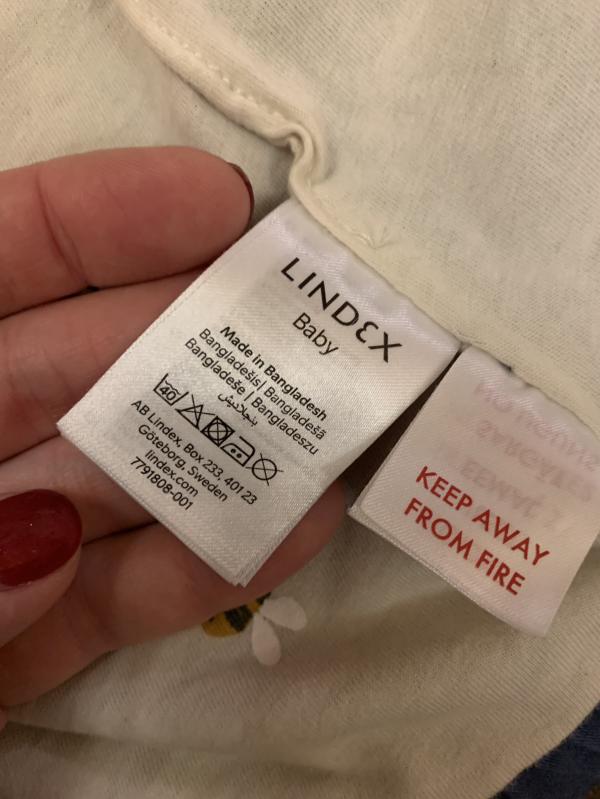 LINDEX
Baby
Made in Bangladesh
Bangladešis| Bangladešā
Bangladeše | Bangladeszu
بنجلاديش
40
AB Lindex, Box 233, 401 23
Göteborg, Sweden
lindex.com
7791808-001
KEEP AWAY
FROM FIRE